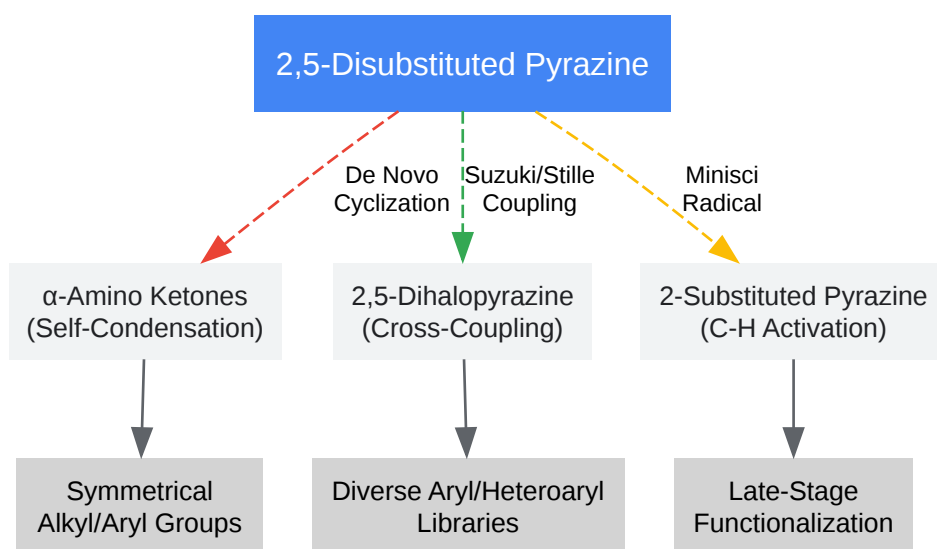 2,5-Disubstituted Pyrazine
De Novo
Cyclization
Suzuki/Stille
Coupling
Minisci
Radical
α-Amino Ketones
(Self-Condensation)
2,5-Dihalopyrazine
(Cross-Coupling)
2-Substituted Pyrazine
(C-H Activation)
Symmetrical
Alkyl/Aryl Groups
Diverse Aryl/Heteroaryl
Libraries
Late-Stage
Functionalization